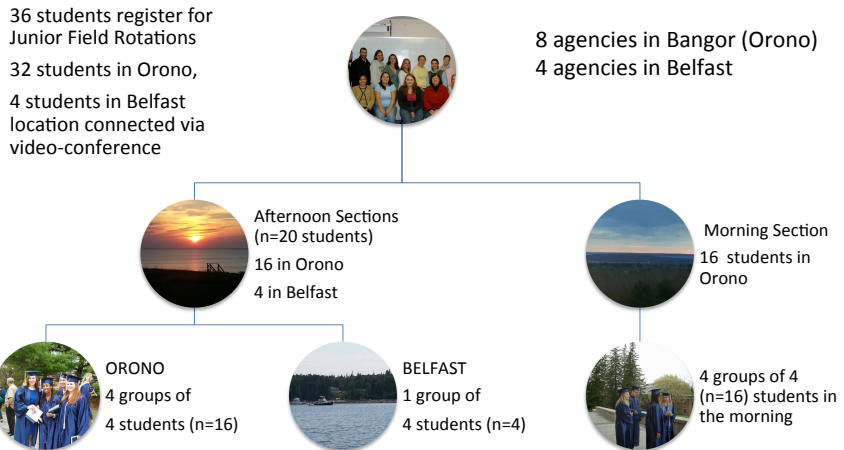 36 students register for
Junior Field Rotations
32 students in Orono,
4 students in Belfast
location connected via
video-conference
8 agencies in Bangor (Orono)
4 agencies in Belfast
Afternoon Sections
(n=20 students)
16 in Orono
4 in Belfast
Morning Section
16 students in
Orono
ORONO
4 groups of
4 students (n=16)
BELFAST
1 group of
4 students (n=4)
4 groups of 4
(n=16) students in
the morning